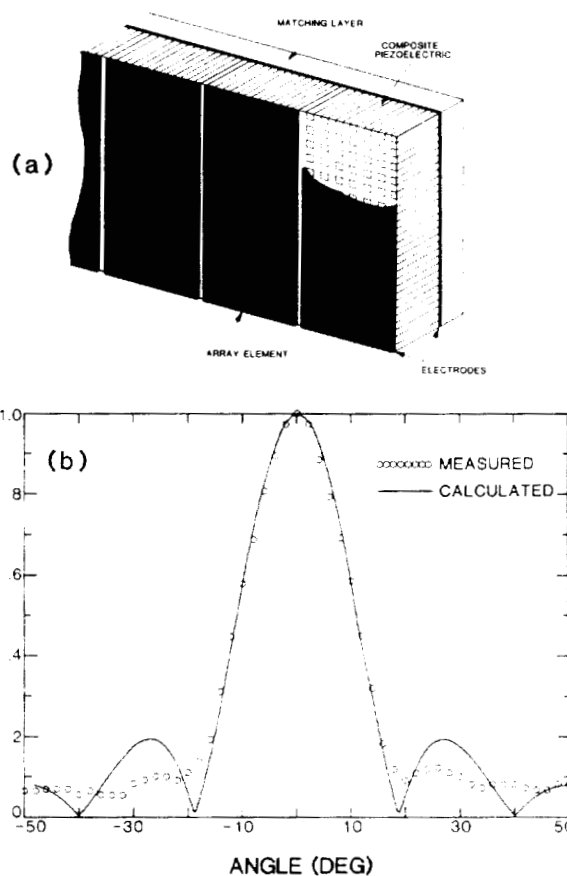 MATCHING LAYER
COMPOSITE
PIEZOELECTRIC
(a)
ARRAY ELEMENT
ELECTRODES
1.0
(b)
MEASURED
CALCULATED
.8
.6
.4
.2
0
-50 -30 -10 10 30 50
ANGLE (DEG)